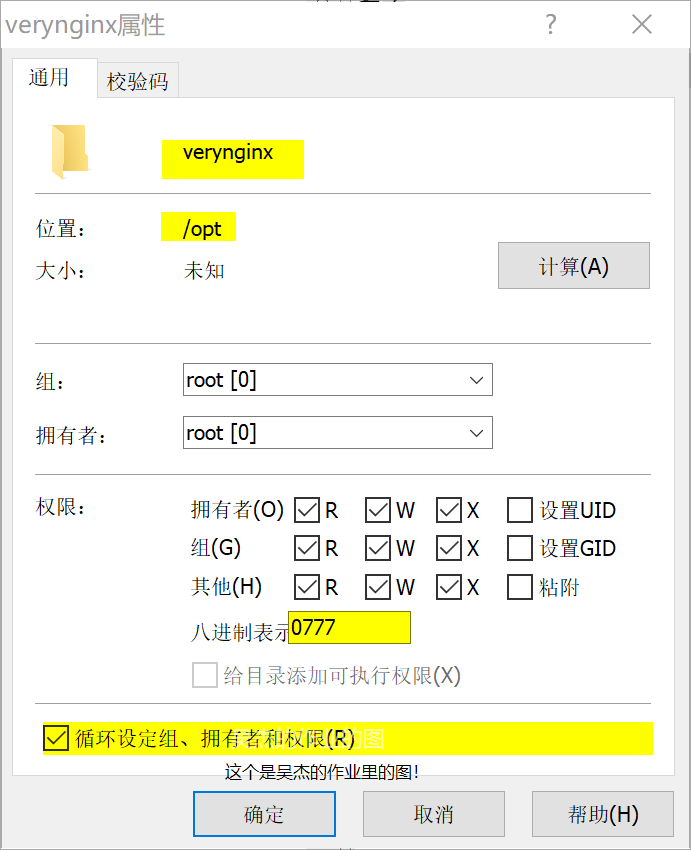 verynginx属性
通用 校验码
verynginx
位置: /opt
大小: 未知 计算(A)
组: root [0]
拥有者: root [0]
权限: 拥有者(O) R W X 设置UID
组(G) R W X 设置GID
其他(H) R W X 粘附
八进制表示 0777
给目录添加可执行权限(X)
循环设定组、拥有者和权限(R)
这个是吴杰的作业里的图!
确定 取消 帮助(H)